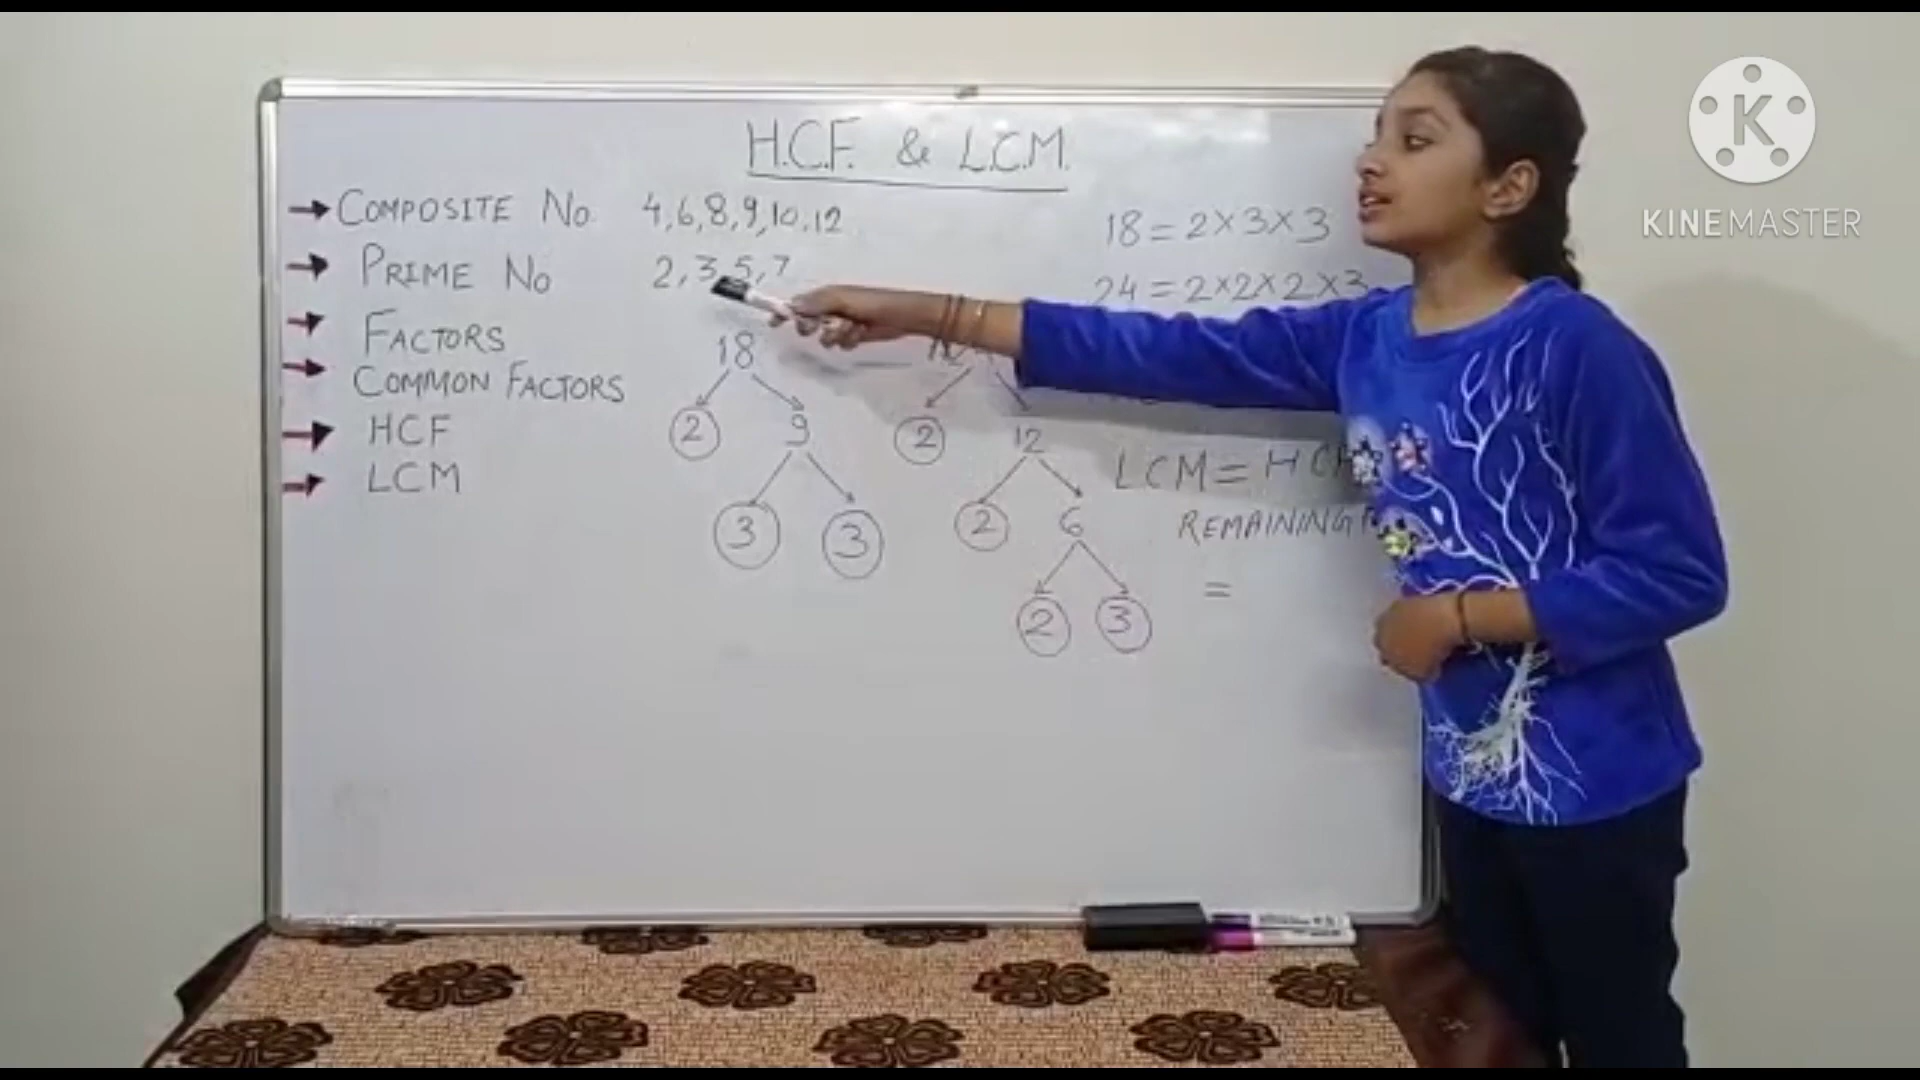 H.C.F. & L.C.M.
→ COMPOSITE No 4,6,8,9,10,12
→ PRIME No 2,3,5,7
→ FACTORS
→ COMMON FACTORS
→ HCF
→ LCM
18
2 9
3 3
2 12
2 6
2 3
18 = 2×3×3
24 = 2×2×2×3
LCM = HCF
REMAINING
=
K
KINEMASTER